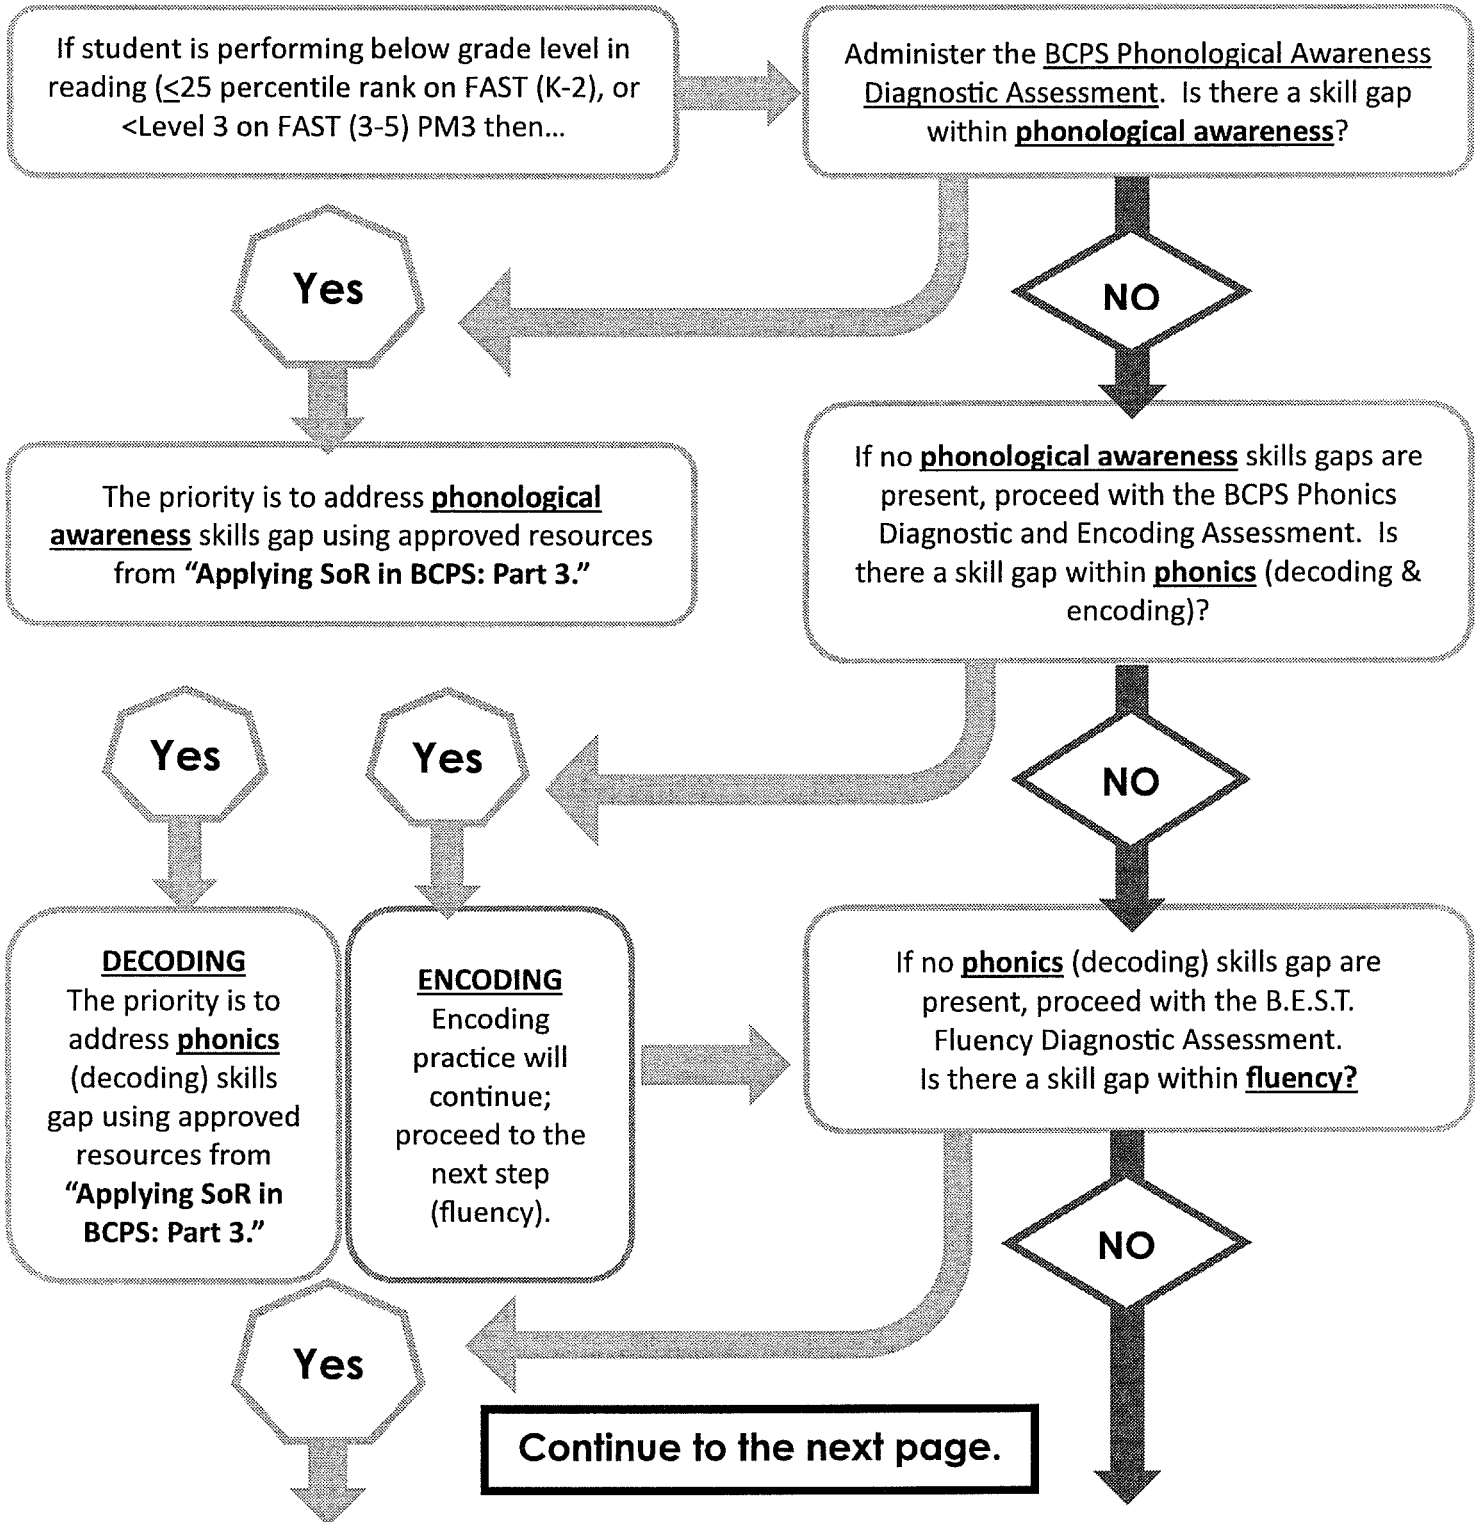 If student is performing below grade level in
reading (≤25 percentile rank on FAST (K-2), or
<Level 3 on FAST (3-5) PM3 then...
Administer the BCPS Phonological Awareness
Diagnostic Assessment. Is there a skill gap
within phonological awareness?
Yes
NO
The priority is to address phonological
awareness skills gap using approved resources
from “Applying SoR in BCPS: Part 3.”
If no phonological awareness skills gaps are
present, proceed with the BCPS Phonics
Diagnostic and Encoding Assessment. Is
there a skill gap within phonics (decoding &
encoding)?
Yes
Yes
NO
DECODING
The priority is to
address phonics
(decoding) skills
gap using approved
resources from
“Applying SoR in
BCPS: Part 3.”
ENCODING
Encoding
practice will
continue;
proceed to the
next step
(fluency).
If no phonics (decoding) skills gap are
present, proceed with the B.E.S.T.
Fluency Diagnostic Assessment.
Is there a skill gap within fluency?
Yes
NO
Continue to the next page.